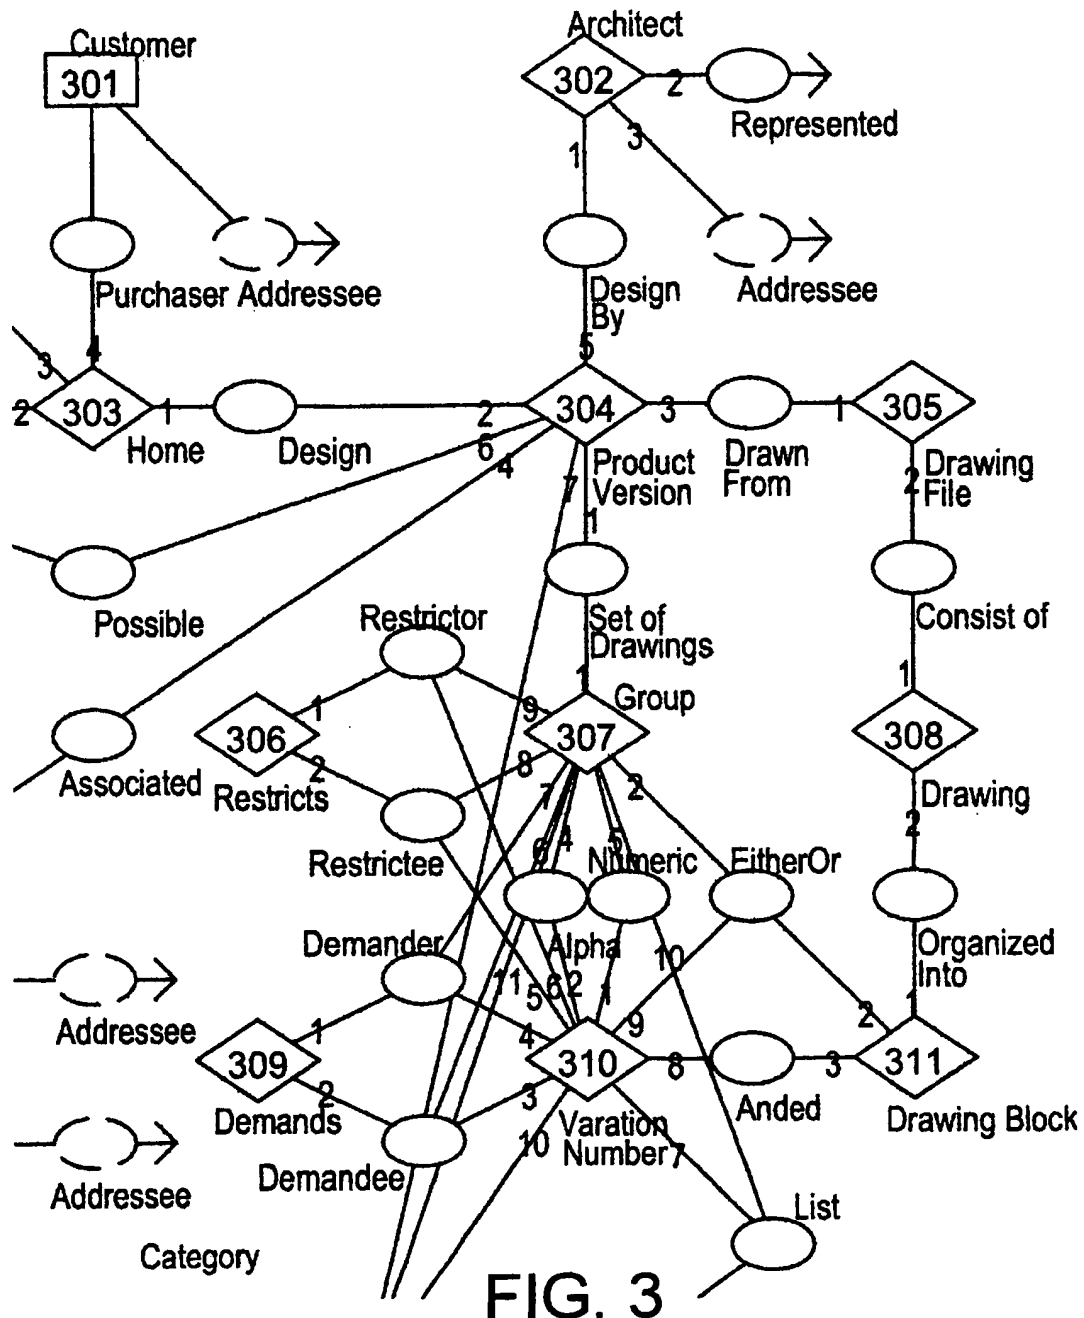 Customer
Architect
301
302
2
Represented
1
3
Purchaser Addressee
Design
By
Addressee
3
4
5
2
303
1
2
304
3
1
305
Home
Design
6
4
7
Product
Version
Drawn
From
2
Drawing
File
1
Possible
Restrictor
Set of
Drawings
Consist of
1
9
1
Group
1
306
307
308
Associated
Restricts
2
8
7
2
Drawing
2
Restrictee
6
4
5
Numeric
EitherOr
Demander
Alpha
10
Organized
Into
Addressee
11
5
6
2
1
9
2
1
1
309
4
310
8
3
311
Demands
2
3
Varation
Number
7
Anded
Drawing Block
10
Addressee
Demandee
List
Category
FIG. 3